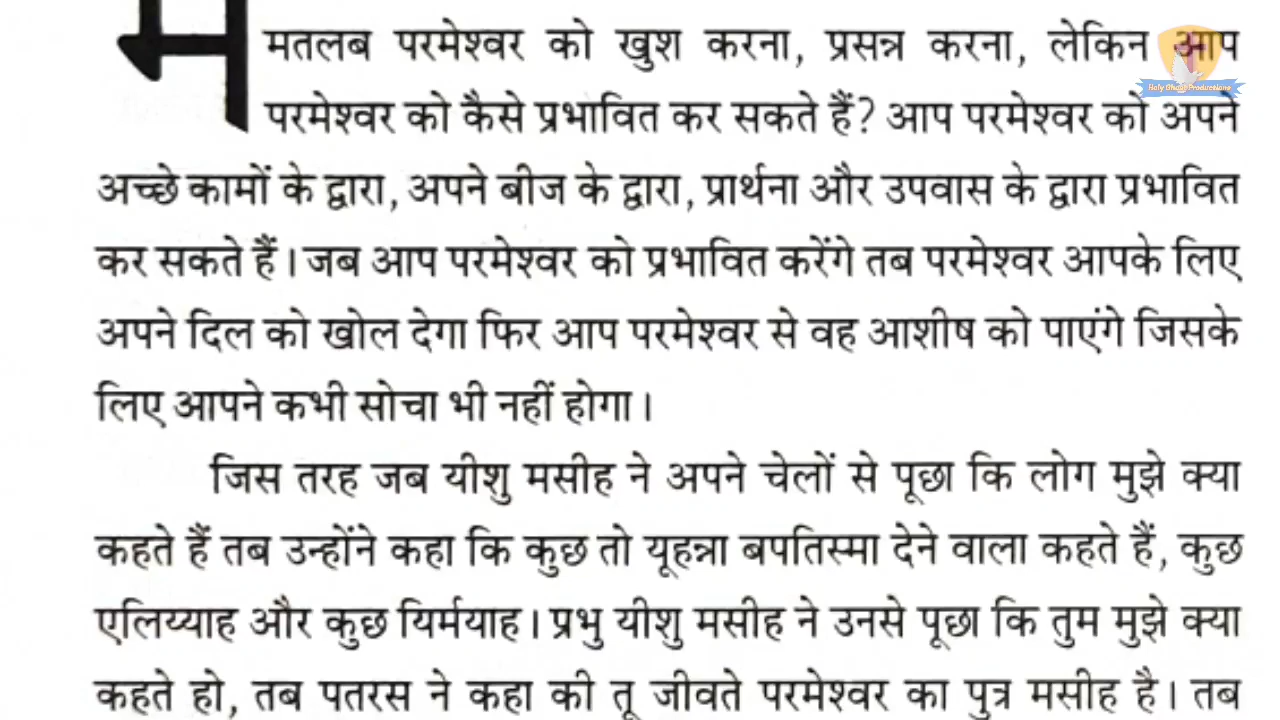 मतलब परमेश्वर को खुश करना, प्रसन्न करना, लेकिन आप
परमेश्वर को कैसे प्रभावित कर सकते हैं? आप परमेश्वर को अपने
अच्छे कामों के द्वारा, अपने बीज के द्वारा, प्रार्थना और उपवास के द्वारा प्रभावित
कर सकते हैं। जब आप परमेश्वर को प्रभावित करेंगे तब परमेश्वर आपके लिए
अपने दिल को खोल देगा फिर आप परमेश्वर से वह आशीष को पाएंगे जिसके
लिए आपने कभी सोचा भी नहीं होगा।
जिस तरह जब यीशु मसीह ने अपने चेलों से पूछा कि लोग मुझे क्या
कहते हैं तब उन्होंने कहा कि कुछ तो यूहन्ना बपतिस्मा देने वाला कहते हैं, कुछ
एलिय्याह और कुछ यिर्मयाह। प्रभु यीशु मसीह ने उनसे पूछा कि तुम मुझे क्या
कहते हो, तब पतरस ने कहा की तू जीवते परमेश्वर का पुत्र मसीह है। तब
Holy Ghost Productions